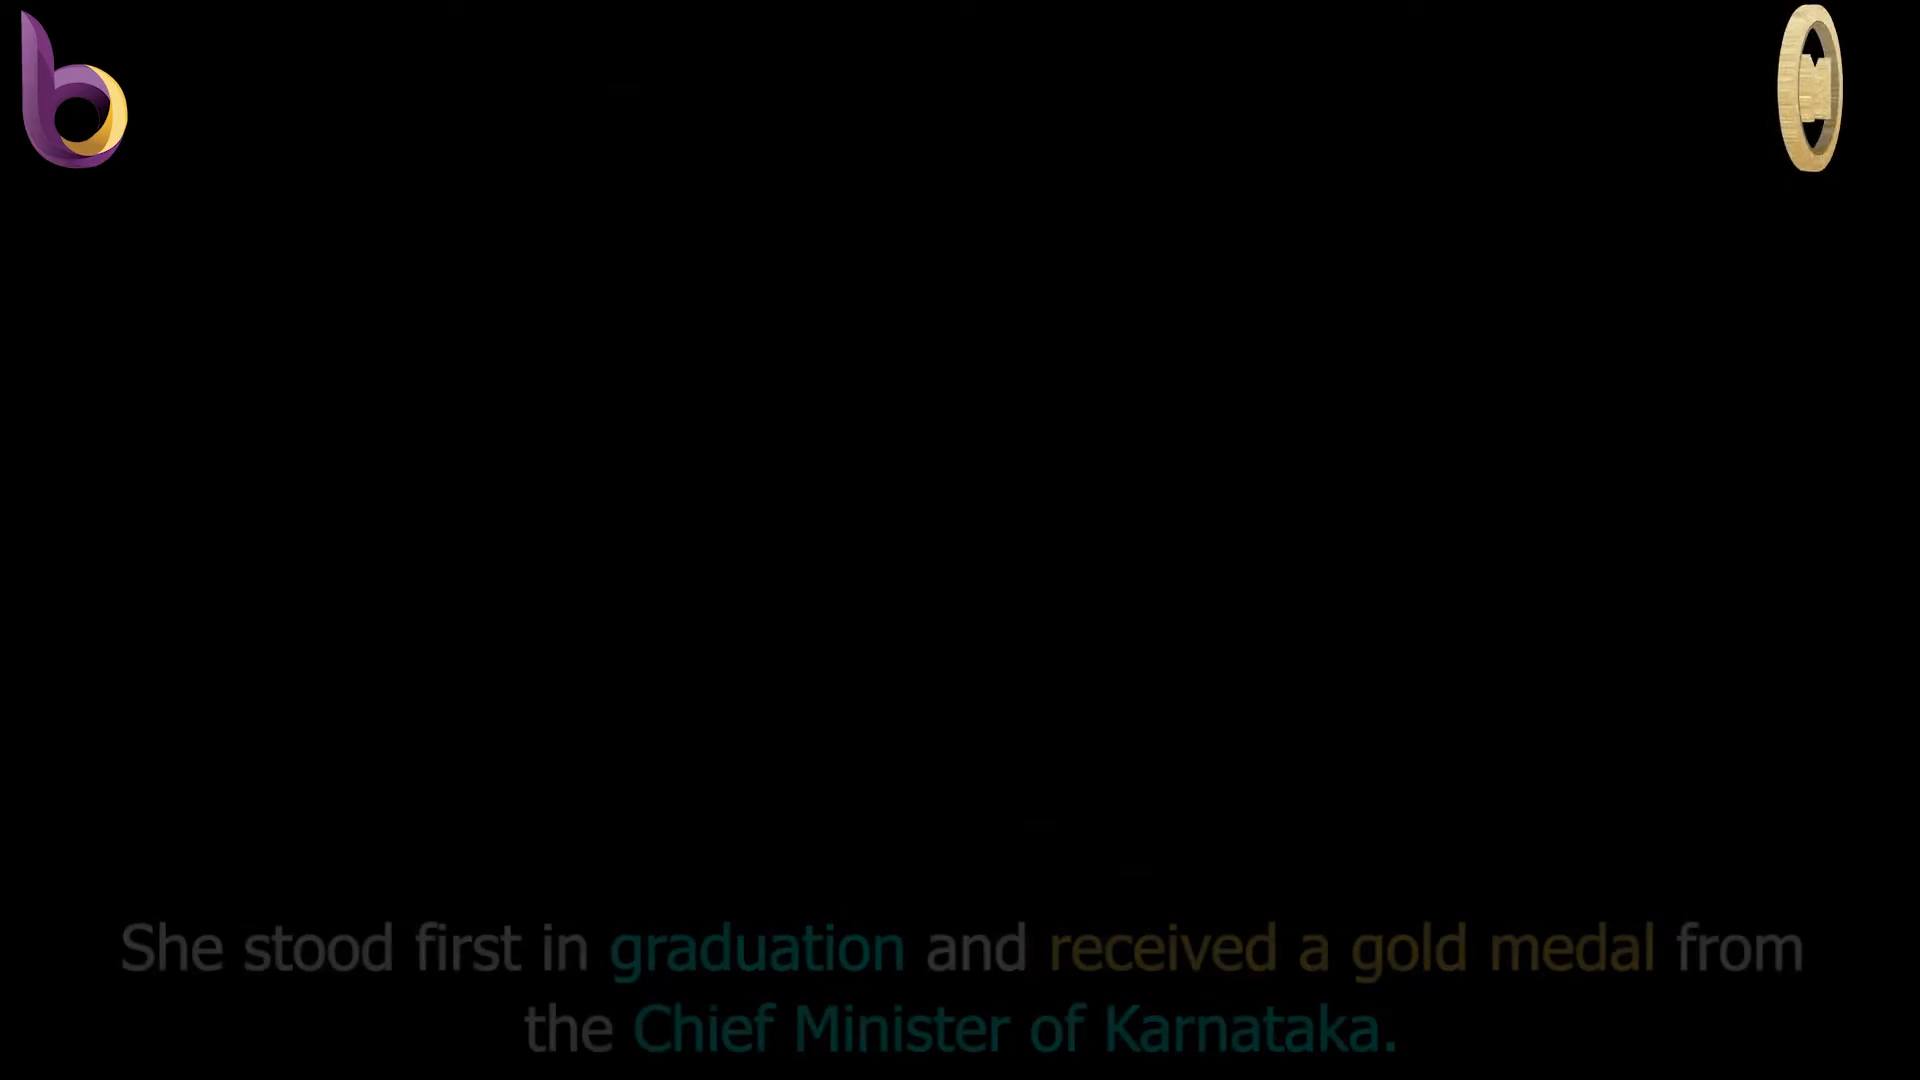 She stood first in graduation and received a gold medal from
the Chief Minister of Karnataka.